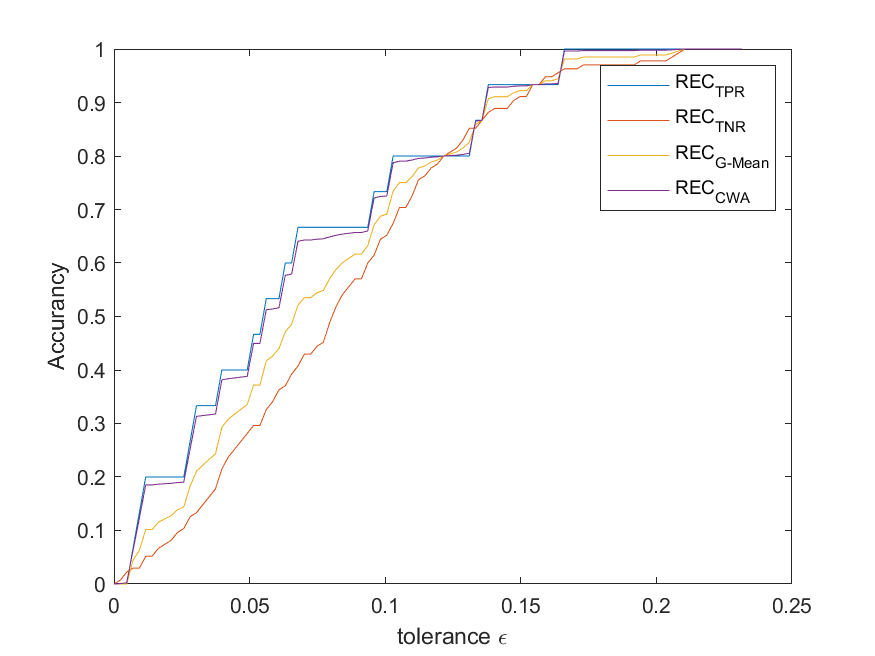 1
0.9
0.8
0.7
0.6
0.5
0.4
0.3
0.2
0.1
0
Accurancy
REC_TPR
REC_TNR
REC_G-Mean
REC_CWA
0 0.05 0.1 0.15 0.2 0.25
tolerance ϵ